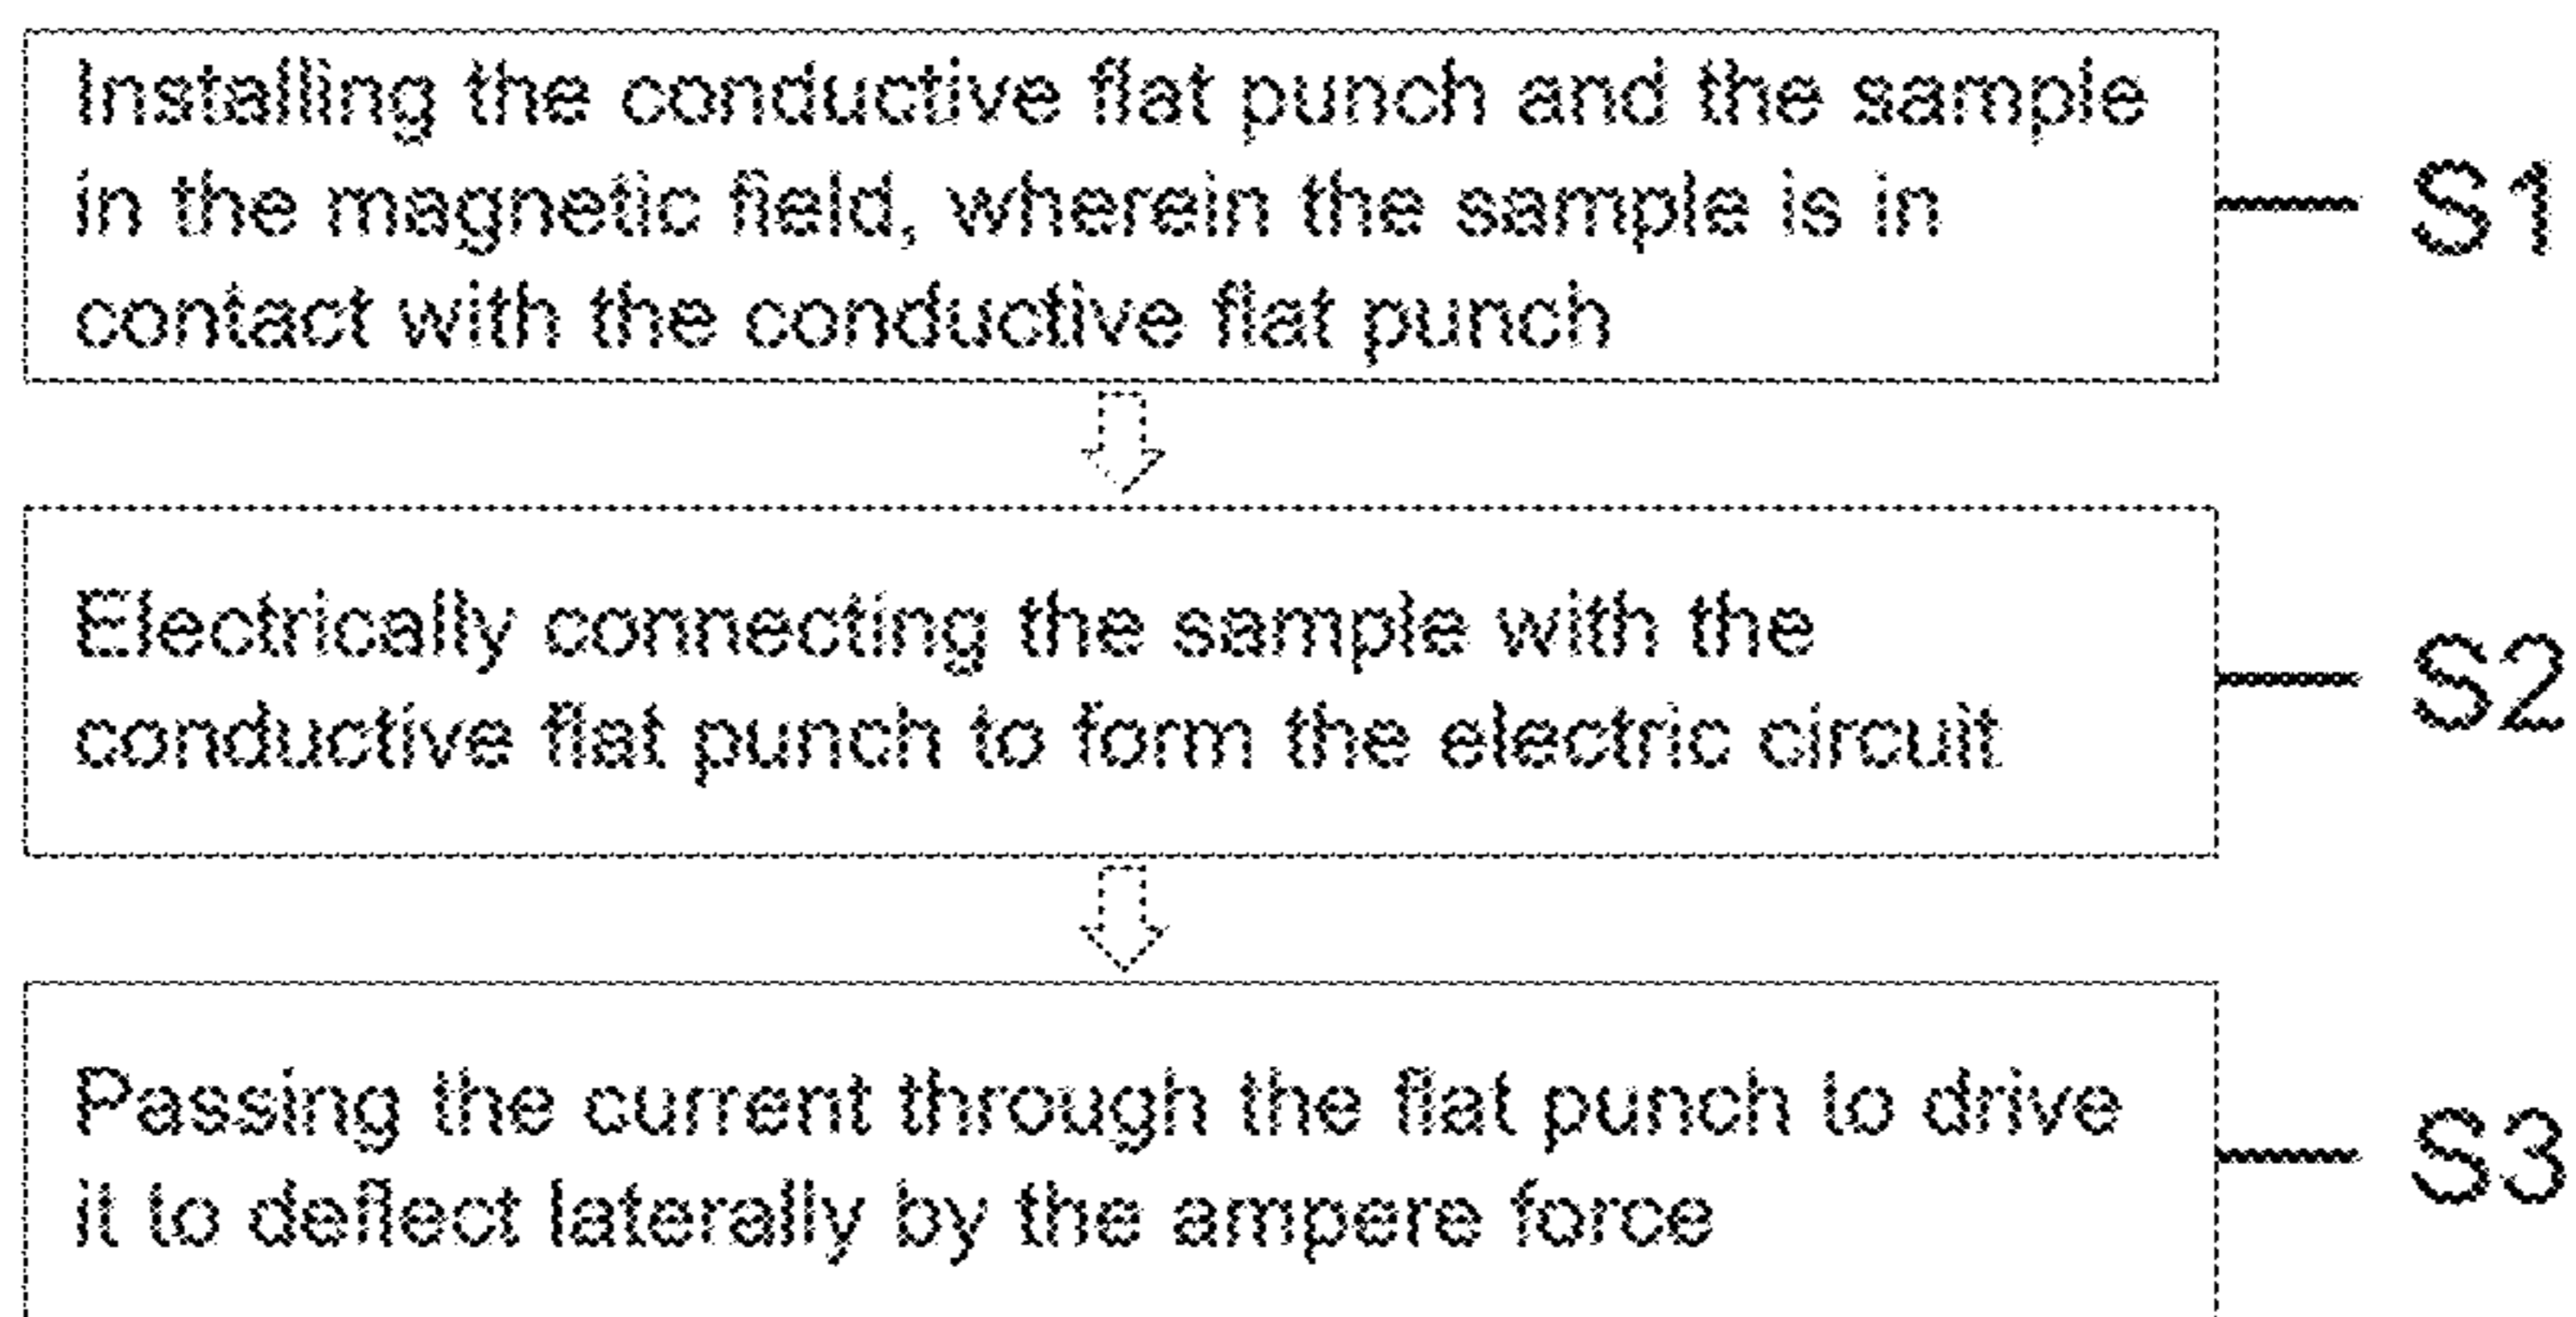 Installing the conductive flat punch and the sample
in the magnetic field, wherein the sample is in
contact with the conductive flat punch
S1
Electrically connecting the sample with the
conductive flat punch to form the electric circuit
S2
Passing the current through the flat punch to drive
it to deflect laterally by the ampere force
S3